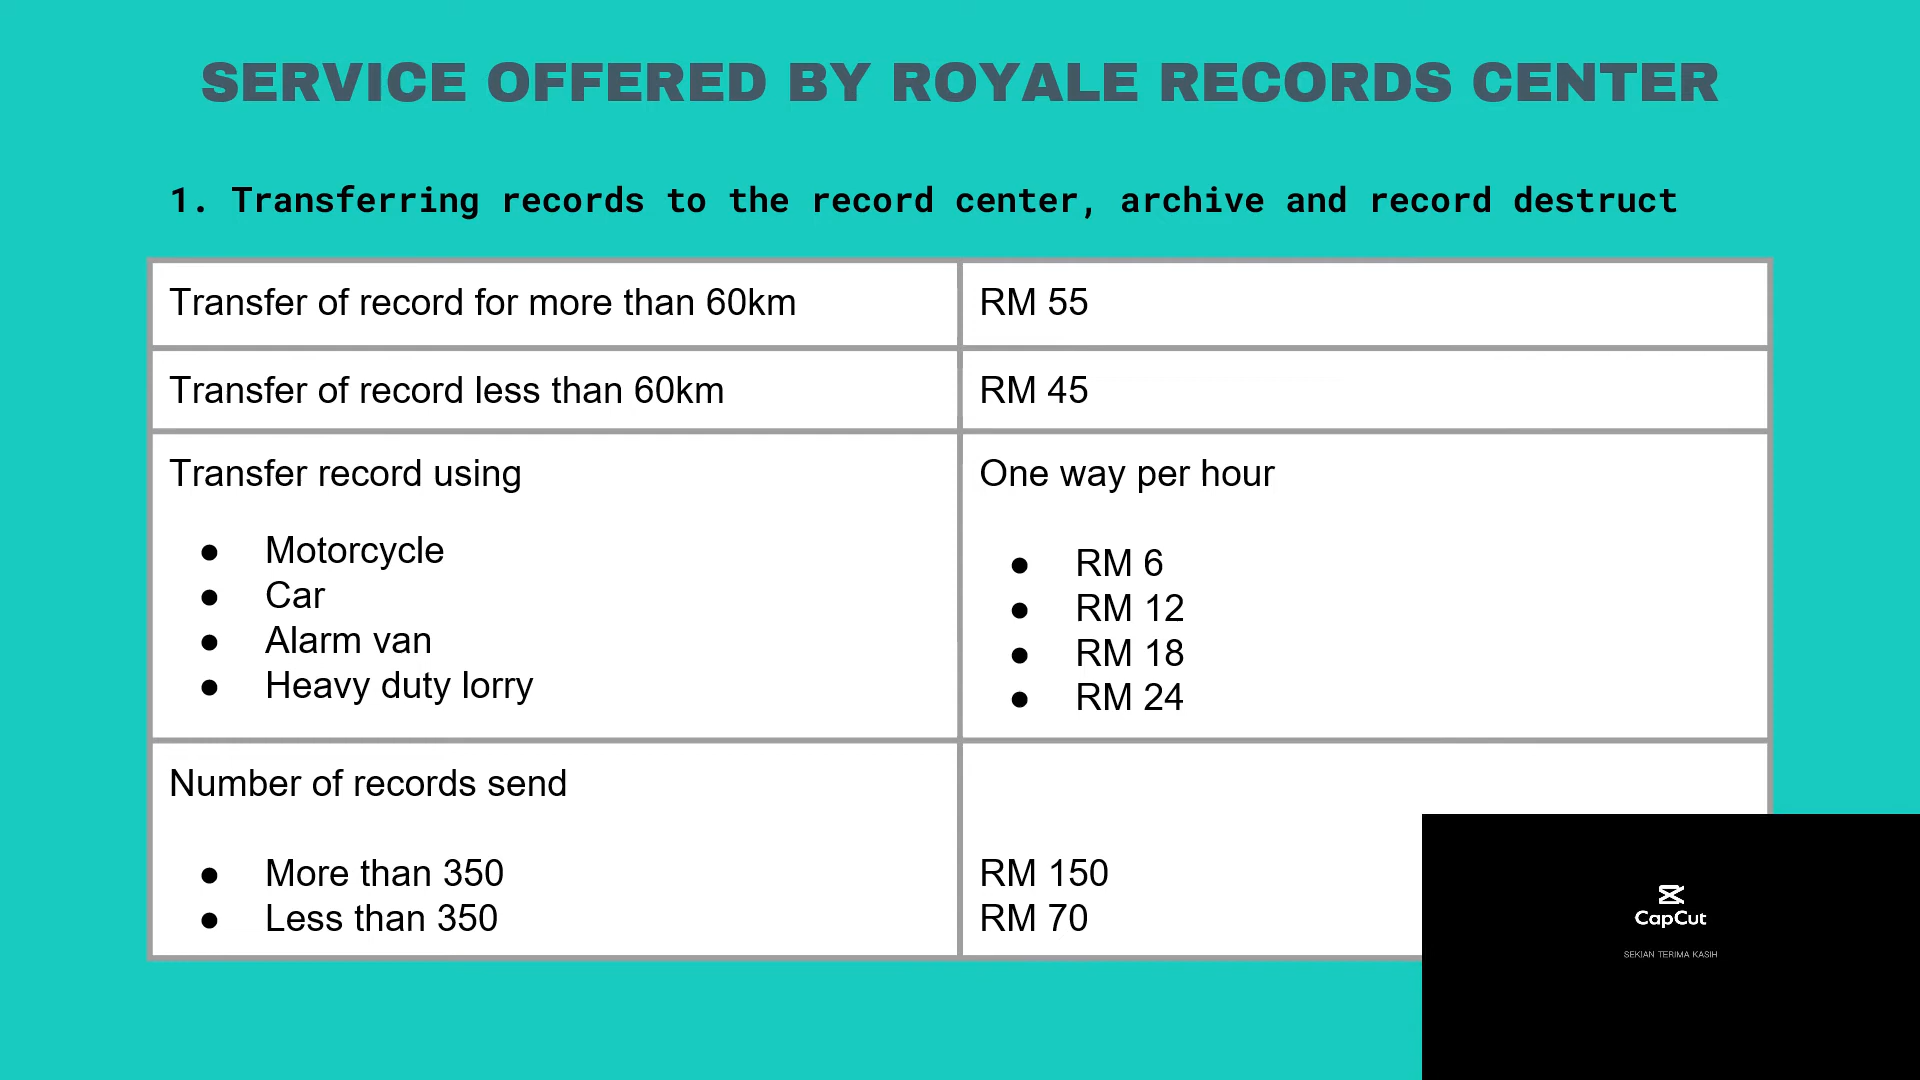 SERVICE OFFERED BY ROYALE RECORDS CENTER
1. Transferring records to the record center, archive and record destruct
Transfer of record for more than 60km
RM 55
Transfer of record less than 60km
RM 45
Transfer record using
● Motorcycle
● Car
● Alarm van
● Heavy duty lorry
One way per hour
● RM 6
● RM 12
● RM 18
● RM 24
Number of records send
● More than 350
● Less than 350
RM 150
RM 70
CapCut
SEKIAN TERIMA KASIH